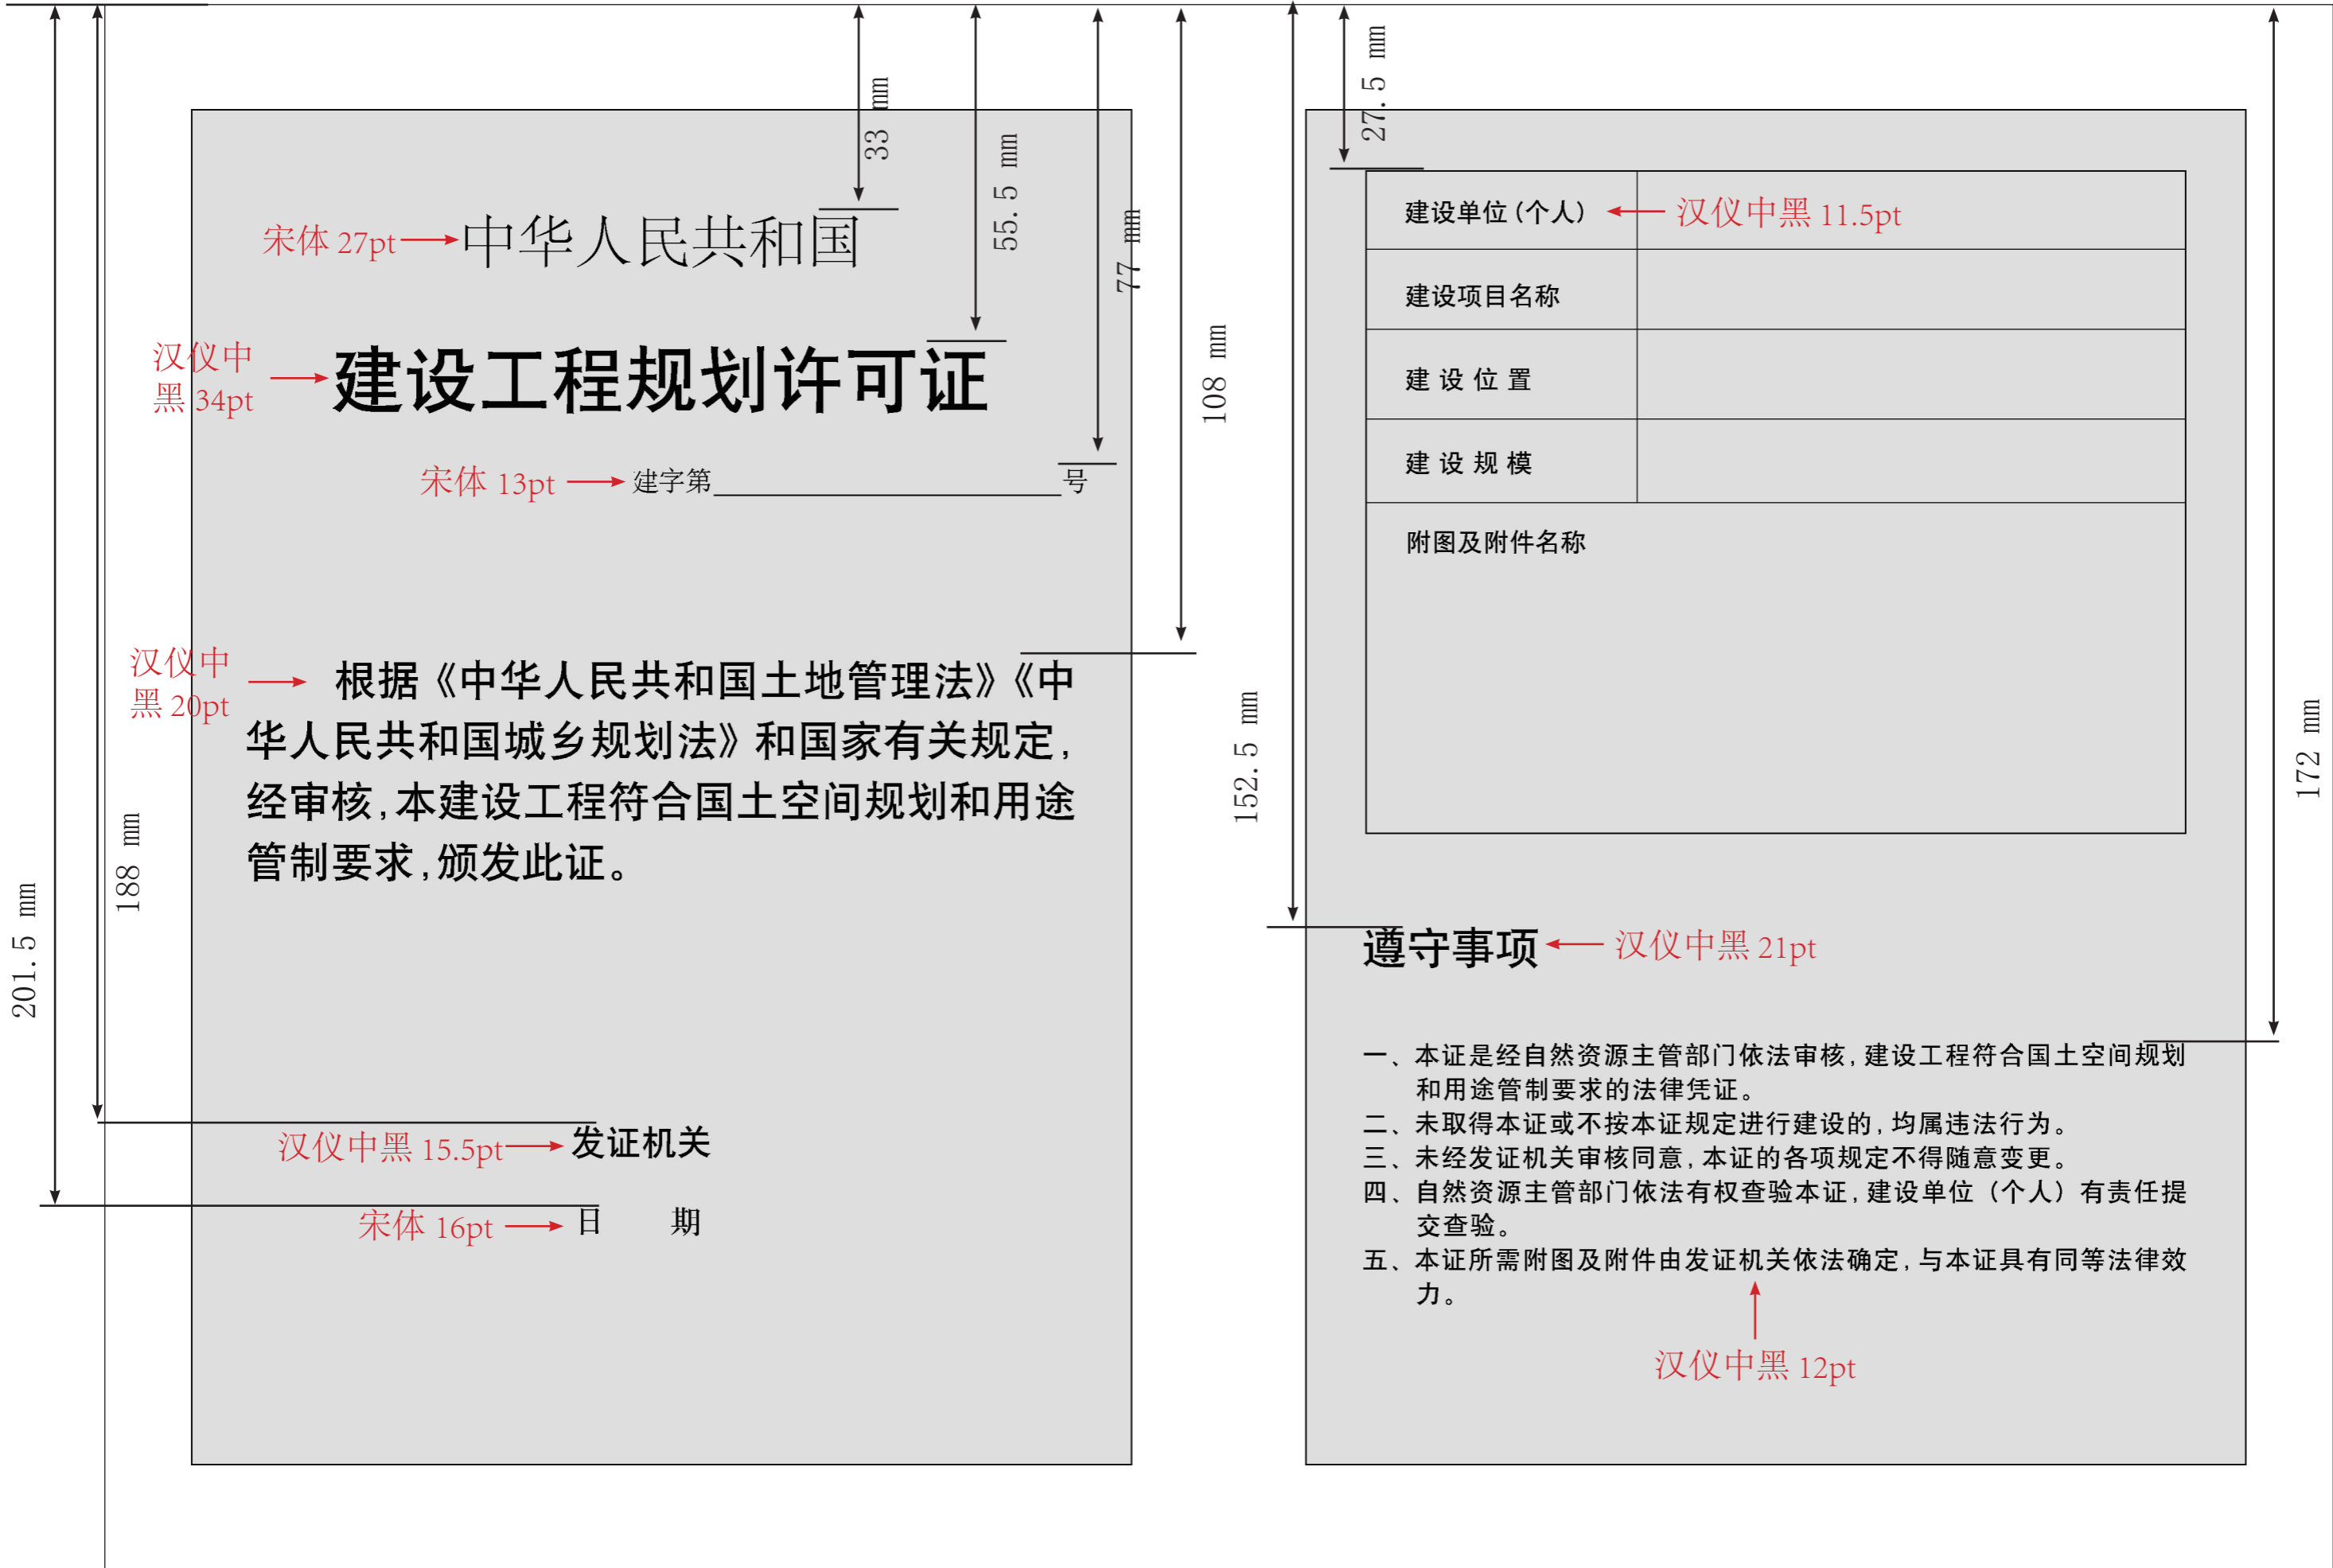 33 mm
55.5 mm
77 mm
108 mm
188 mm
201.5 mm
宋体 27pt
中华人民共和国
汉仪中
黑 34pt
建设工程规划许可证
宋体 13pt
建字第 号
汉仪中
黑 20pt
根据《中华人民共和国土地管理法》《中
华人民共和国城乡规划法》和国家有关规定,
经审核,本建设工程符合国土空间规划和用途
管制要求,颁发此证。
汉仪中黑 15.5pt
发证机关
宋体 16pt
日 期
27.5 mm
152.5 mm
172 mm
建设单位(个人)
汉仪中黑 11.5pt
建设项目名称
建设位置
建设规模
附图及附件名称
遵守事项
汉仪中黑 21pt
一、本证是经自然资源主管部门依法审核,建设工程符合国土空间规划
和用途管制要求的法律凭证。
二、未取得本证或不按本证规定进行建设的,均属违法行为。
三、未经发证机关审核同意,本证的各项规定不得随意变更。
四、自然资源主管部门依法有权查验本证,建设单位(个人)有责任提
交查验。
五、本证所需附图及附件由发证机关依法确定,与本证具有同等法律效
力。
汉仪中黑 12pt